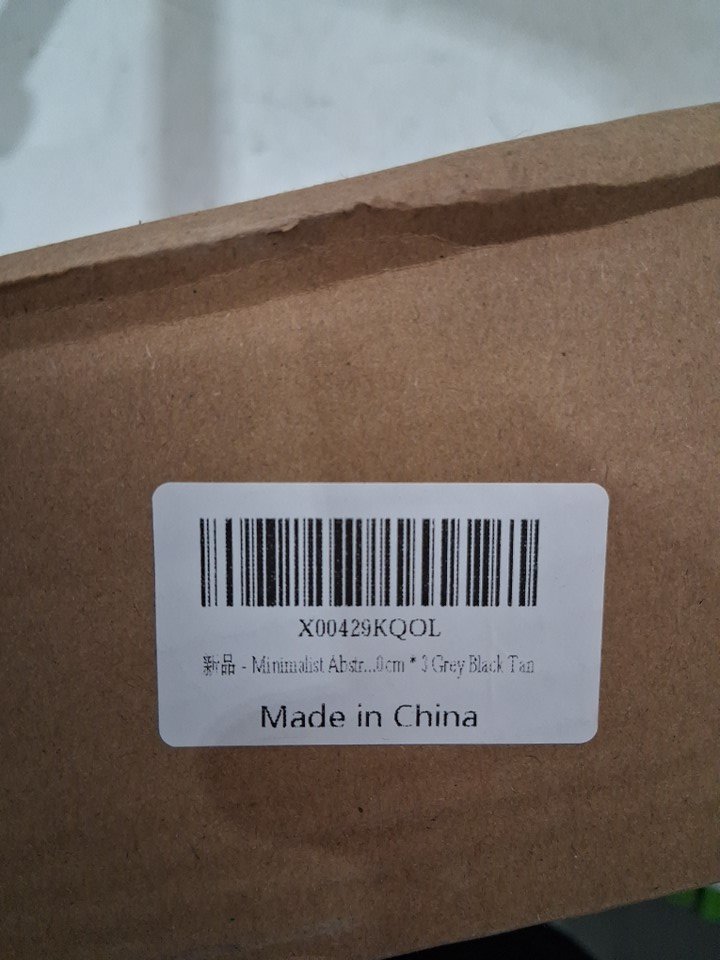 X00429KQOL
新品 - Minimalist Abstr...0cm * 3 Grey Black Tan
Made in China